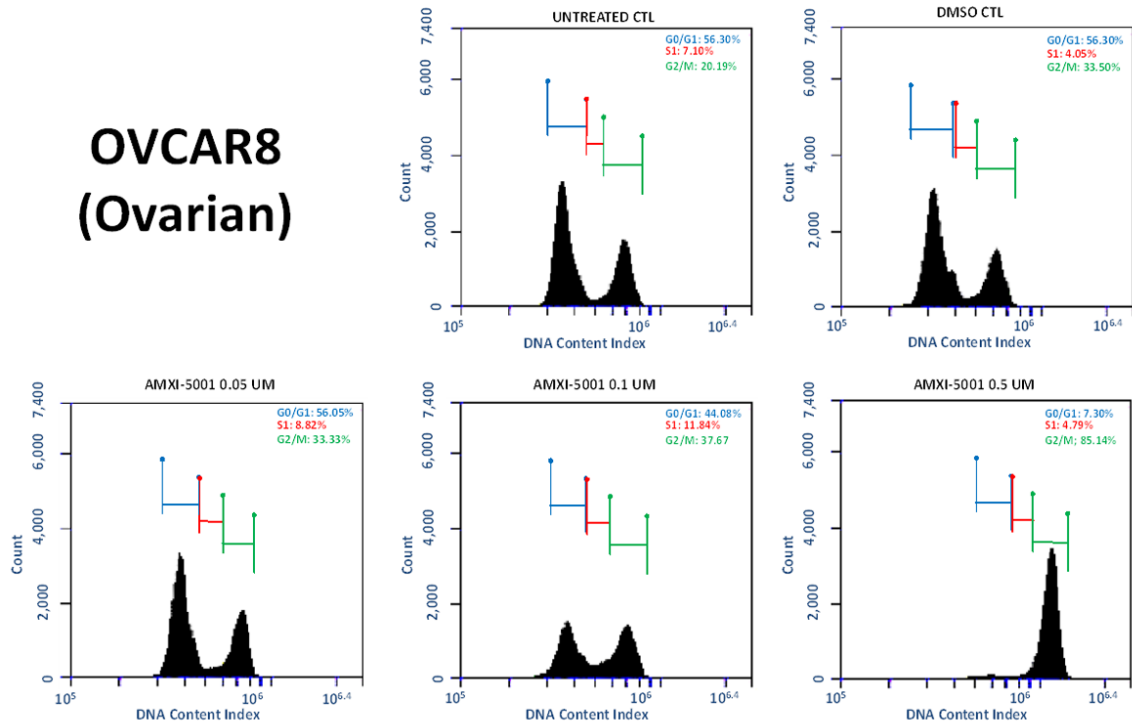 OVCAR8
(Ovarian)
UNTREATED CTL
G0/G1: 56.30%
S1: 7.10%
G2/M: 20.19%
7,400
6,000
4,000
2,000
0
Count
10^5
10^6
10^6.4
DNA Content Index
DMSO CTL
G0/G1: 56.30%
S1: 4.05%
G2/M: 33.50%
7,400
6,000
4,000
2,000
0
Count
10^5
10^6
10^6.4
DNA Content Index
AMXI-5001 0.05 UM
G0/G1: 56.05%
S1: 8.82%
G2/M: 33.33%
7,400
6,000
4,000
2,000
0
Count
10^5
10^6
10^6.4
DNA Content Index
AMXI-5001 0.1 UM
G0/G1: 44.08%
S1: 11.84%
G2/M: 37.67
7,400
6,000
4,000
2,000
0
Count
10^5
10^6
10^6.4
DNA Content Index
AMXI-5001 0.5 UM
G0/G1: 7.30%
S1: 4.79%
G2/M; 85.14%
7,400
6,000
4,000
2,000
0
Count
10^5
10^6
10^6.4
DNA Content Index